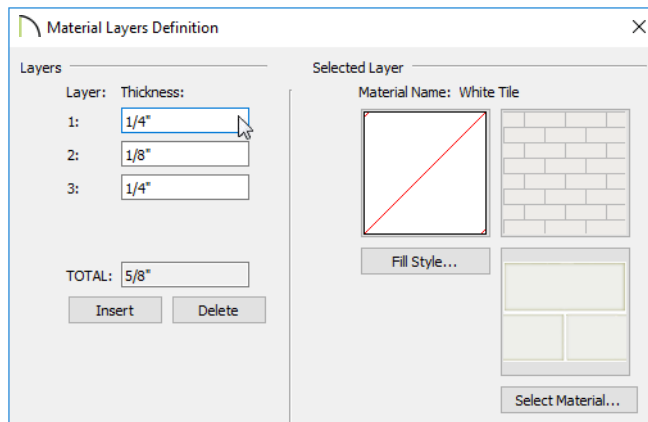 Material Layers Definition
Layers
Layer: Thickness:
1: 1/4"
2: 1/8"
3: 1/4"
TOTAL: 5/8"
Insert Delete
Selected Layer
Material Name: White Tile
Fill Style...
Select Material...